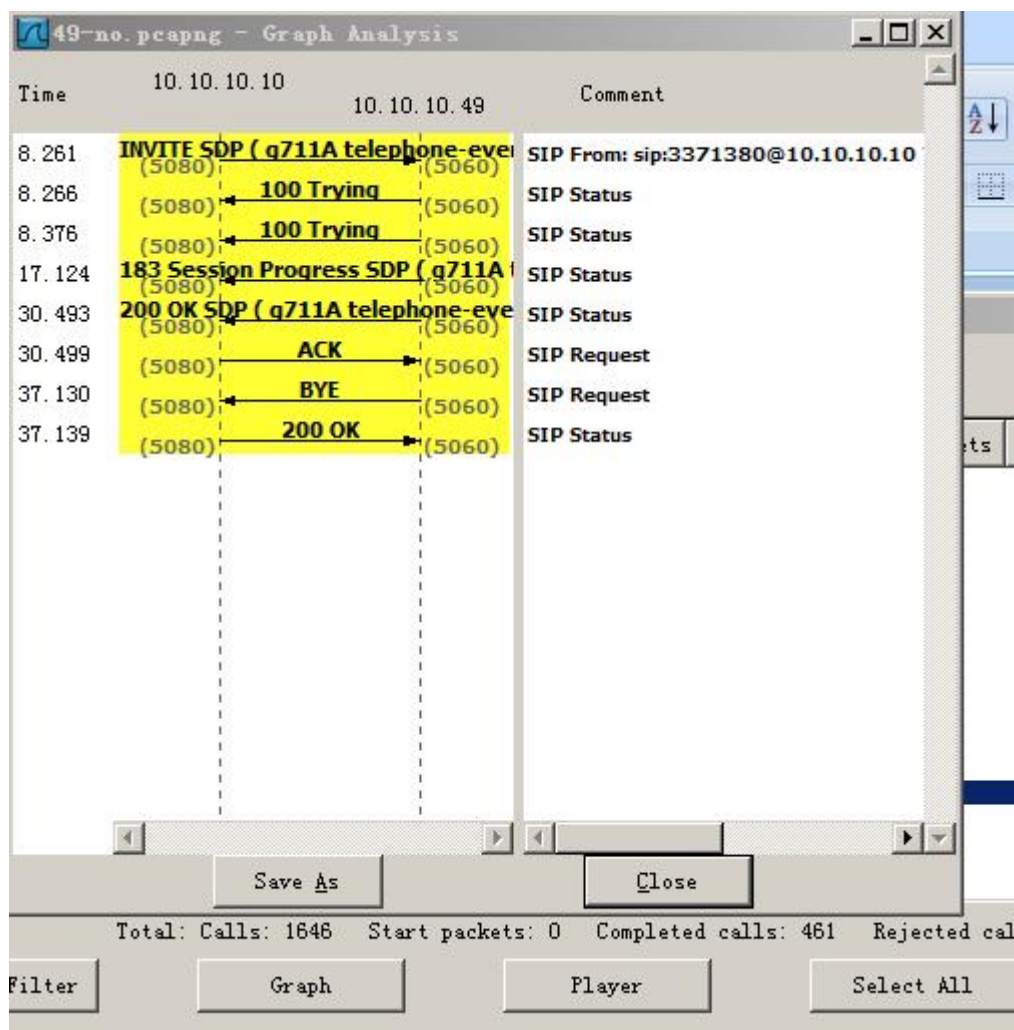 49-no.pcapng - Graph Analysis
Time 10.10.10.10 10.10.10.49 Comment
8.261 INVITE SDP ( g711A telephone-eve SIP From: sip:3371380@10.10.10.10
(5080) (5060)
8.266 100 Trying SIP Status
(5080) (5060)
8.376 100 Trying SIP Status
(5080) (5060)
17.124 183 Session Progress SDP ( g711A SIP Status
(5080) (5060)
30.493 200 OK SDP ( g711A telephone-eve SIP Status
(5080) (5060)
30.499 ACK SIP Request
(5080) (5060)
37.130 BYE SIP Request
(5080) (5060)
37.139 200 OK SIP Status
(5080) (5060)
Save As Close
Total: Calls: 1646 Start packets: 0 Completed calls: 461 Rejected cal
Filter Graph Player Select All
A
Z
ts